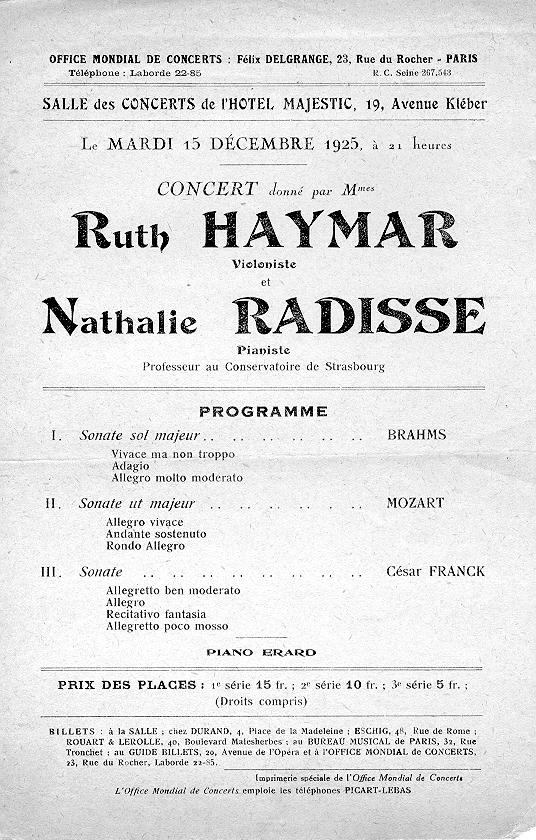 OFFICE MONDIAL DE CONCERTS : Félix DELGRANGE, 23, Rue du Rocher - PARIS
Téléphone : Laborde 22-85 R. C. Seine 267,543
SALLE des CONCERTS de l'HOTEL MAJESTIC, 19, Avenue Kléber
Le MARDI 15 DÉCEMBRE 1925, à 21 heures
CONCERT donné par Mmes
Ruth HAYMAR
Violoniste
et
Nathalie RADISSE
Pianiste
Professeur au Conservatoire de Strasbourg
PROGRAMME
I. Sonate sol majeur .. .. .. .. .. .. BRAHMS
Vivace ma non troppo
Adagio
Allegro molto moderato
II. Sonate ut majeur .. .. .. .. .. .. MOZART
Allegro vivace
Andante sostenuto
Rondo Allegro
III. Sonate .. .. .. .. .. .. .. .. César FRANCK
Allegretto ben moderato
Allegro
Recitativo fantasia
Allegretto poco mosso
PIANO ERARD
PRIX DES PLACES : 1e série 15 fr. ; 2e série 10 fr. ; 3e série 5 fr. ;
(Droits compris)
BILLETS : à la SALLE ; chez DURAND, 4, Place de la Madeleine ; ESCHIG, 48, Rue de Rome ;
ROUART & LEROLLE, 40, Boulevard Malesherbes ; au BUREAU MUSICAL de PARIS, 32, Rue
Tronchet ; au GUIDE BILLETS, 20, Avenue de l'Opéra et à l'OFFICE MONDIAL de CONCERTS,
23, Rue du Rocher, Laborde 22-85.
Imprimerie spéciale de l'Office Mondial de Concerts
L'Office Mondial de Concerts emploie les téléphones PICART-LEBAS